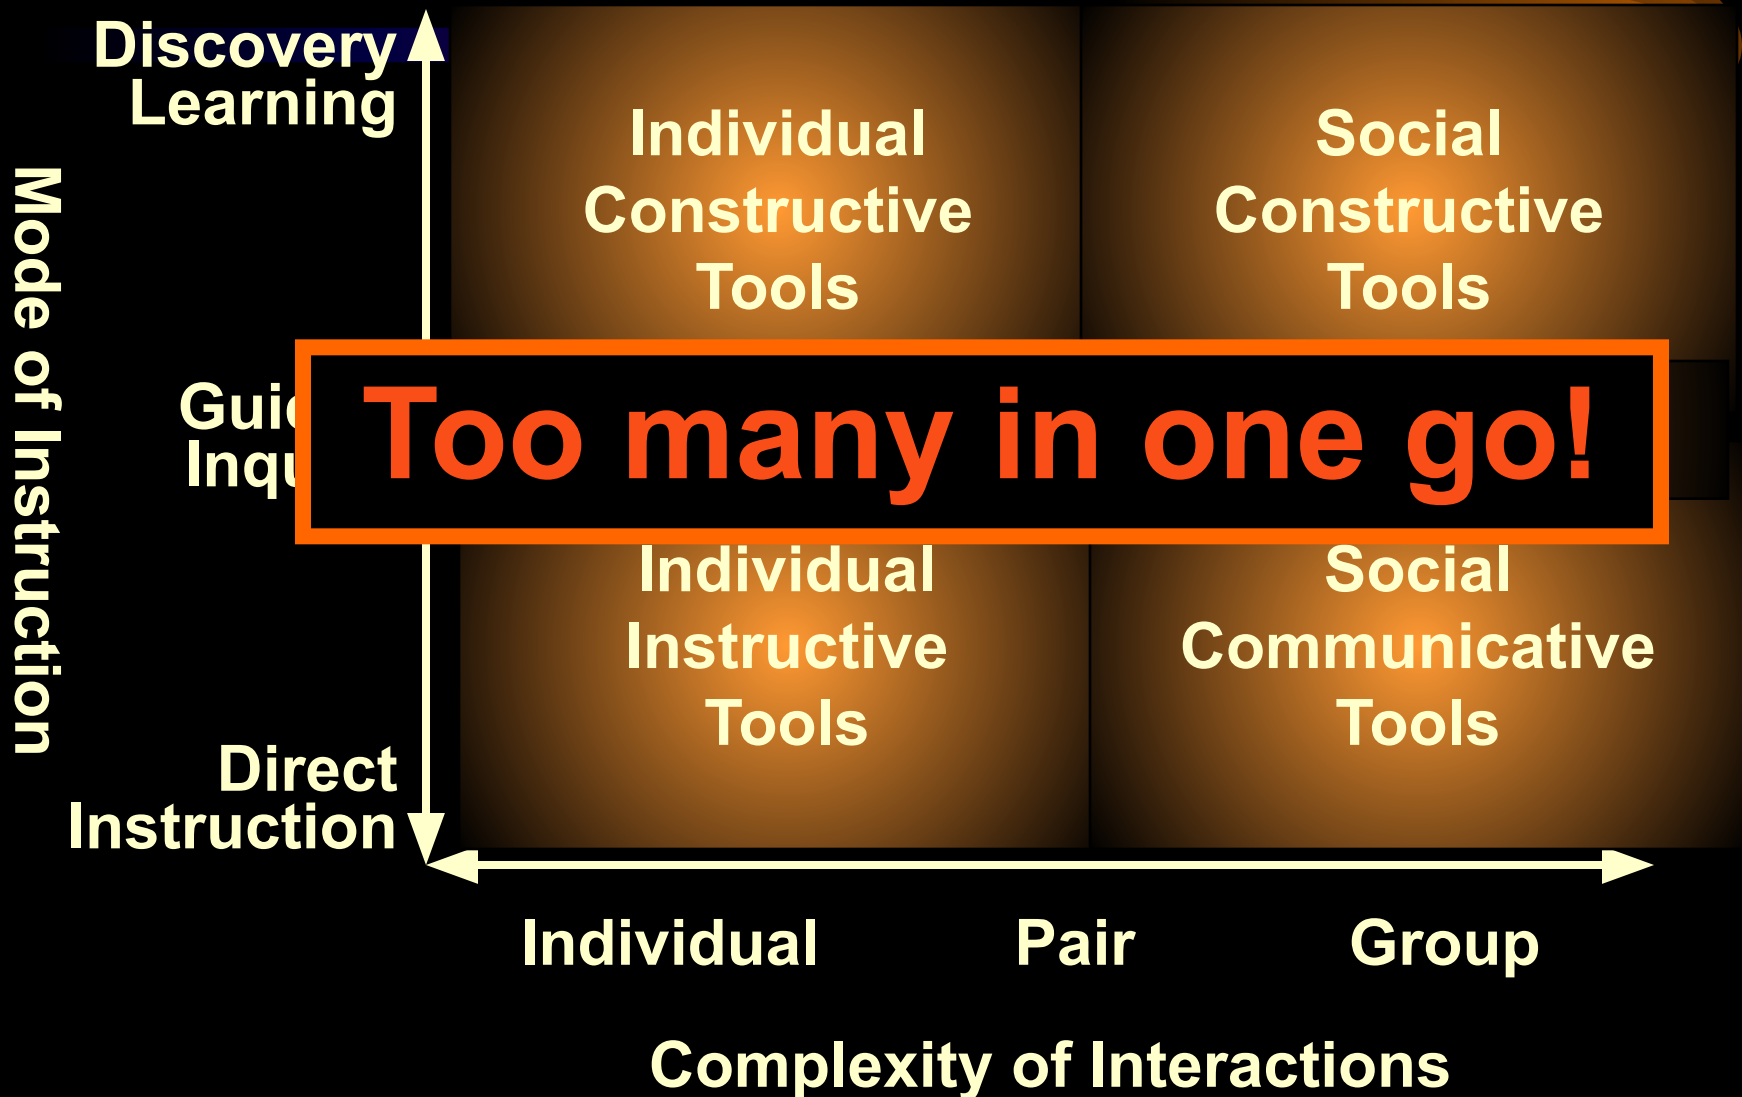 Discovery
Learning
Mode of Instruction
Individual
Constructive
Tools
Social
Constructive
Tools
Too many in one go!
Individual
Instructive
Tools
Social
Communicative
Tools
Direct
Instruction
Individual Pair Group
Complexity of Interactions